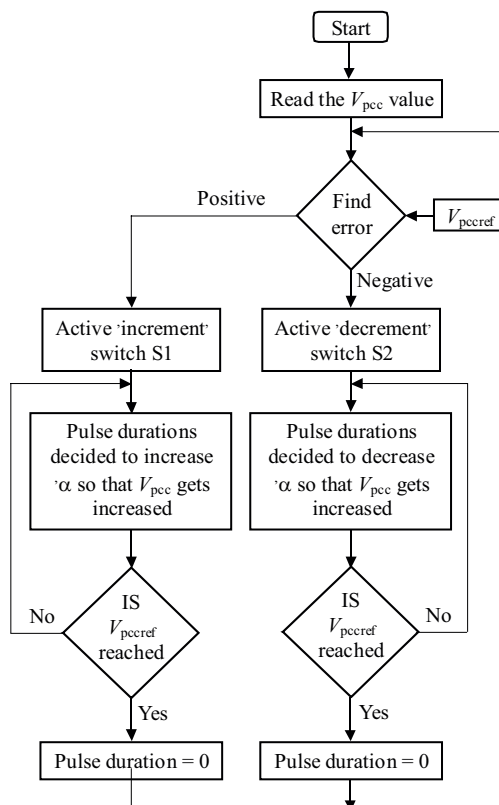 Start
Read the Vpcc value
Find
error
Vpccref
Positive
Negative
Active 'increment'
switch S1
Active 'decrement'
switch S2
Pulse durations
decided to increase
'α so that Vpcc gets
increased
Pulse durations
decided to decrease
'α so that Vpcc gets
increased
IS
Vpccref
reached
No
IS
Vpccref
reached
No
Yes
Yes
Pulse duration = 0
Pulse duration = 0